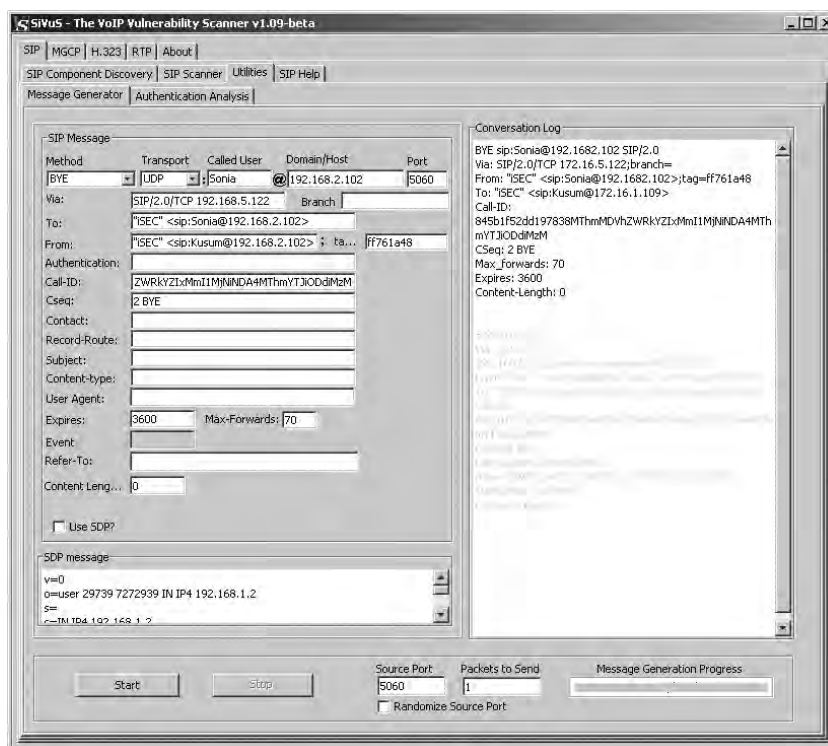 SiVuS - The VoIP Vulnerability Scanner v1.09-beta
SIP MGCP H.323 RTP About
SIP Component Discovery SIP Scanner Utilities SIP Help
Message Generator Authentication Analysis
SIP Message
Method Transport Called User Domain/Host Port
BYE UDP : Sonia @ 192.168.2.102 5060
Via: SIP/2.0/TCP 192.168.5.122 Branch
To: "iSEC" <sip:Sonia@192.168.2.102>
From: "iSEC" <sip:Kusum@192.168.2.102> ; ta... ff761a48
Authentication:
Call-ID: ZWRkYZIxMmI1MjNiNDA4MThmYTJiODdiMzM
Cseq: 2 BYE
Contact:
Record-Route:
Subject:
Content-type:
User Agent:
Expires: 3600 Max-Forwards: 70
Event
Refer-To:
Content Leng... 0
Use SDP?
SDP message
v=0
o=user 29739 7272939 IN IP4 192.168.1.2
s=
c=IN IP4 192.168.1.2
Conversation Log
BYE sip:Sonia@192.1682.102 SIP/2.0
Via: SIP/2.0/TCP 172.16.5.122;branch=
From: "iSEC" <sip:Sonia@192.1682.102>;tag=ff761a48
To: "iSEC" <sip:Kusum@172.16.1.109>
Call-ID:
845b1f52dd197838MThmMDVhZWRkYZIxMmI1MjNiNDA4MTh
mYTJiODdiMzM
CSeq: 2 BYE
Max_forwards: 70
Expires: 3600
Content-Length: 0
Start Stop
Source Port Packets to Send Message Generation Progress
5060 1
Randomize Source Port